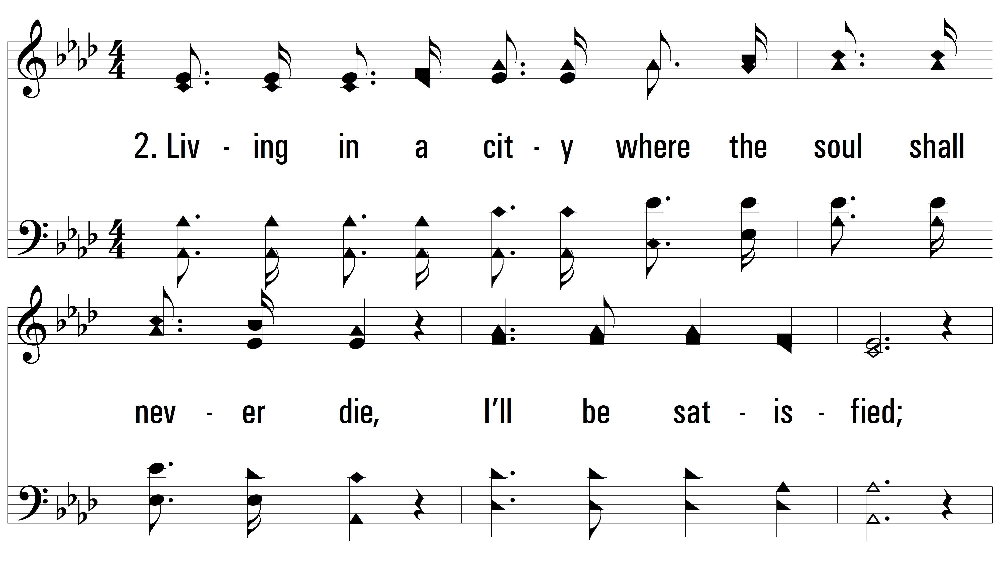 2. Liv - ing in a cit - y where the soul shall
nev - er die, I’ll be sat - is - fied;